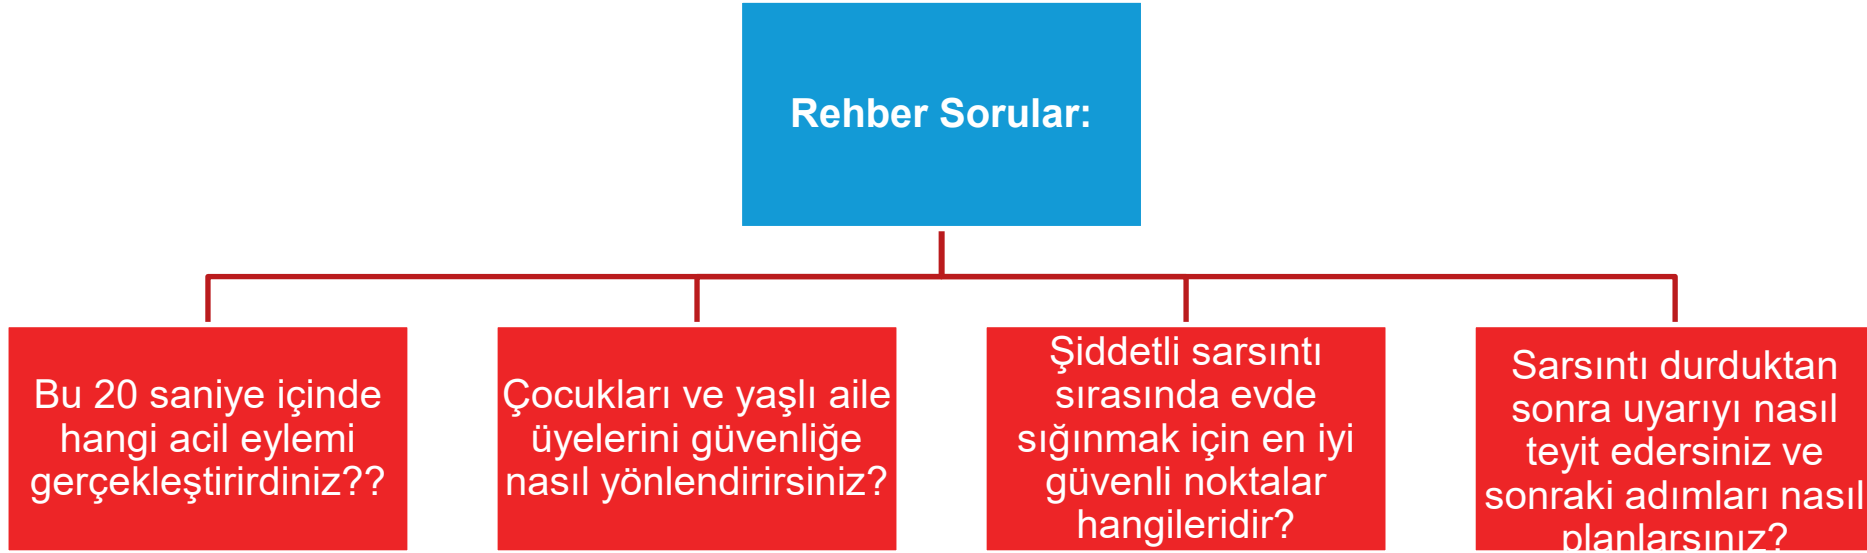 Rehber Sorular:
Bu 20 saniye içinde
hangi acil eylemi
gerçekleştirirdiniz??
Çocukları ve yaşlı aile
üyelerini güvenliğe
nasıl yönlendirirsiniz?
Şiddetli sarsıntı
sırasında evde
sığınmak için en iyi
güvenli noktalar
hangileridir?
Sarsıntı durduktan
sonra uyarıyı nasıl
teyit edersiniz ve
sonraki adımları nasıl
planlarsınız?